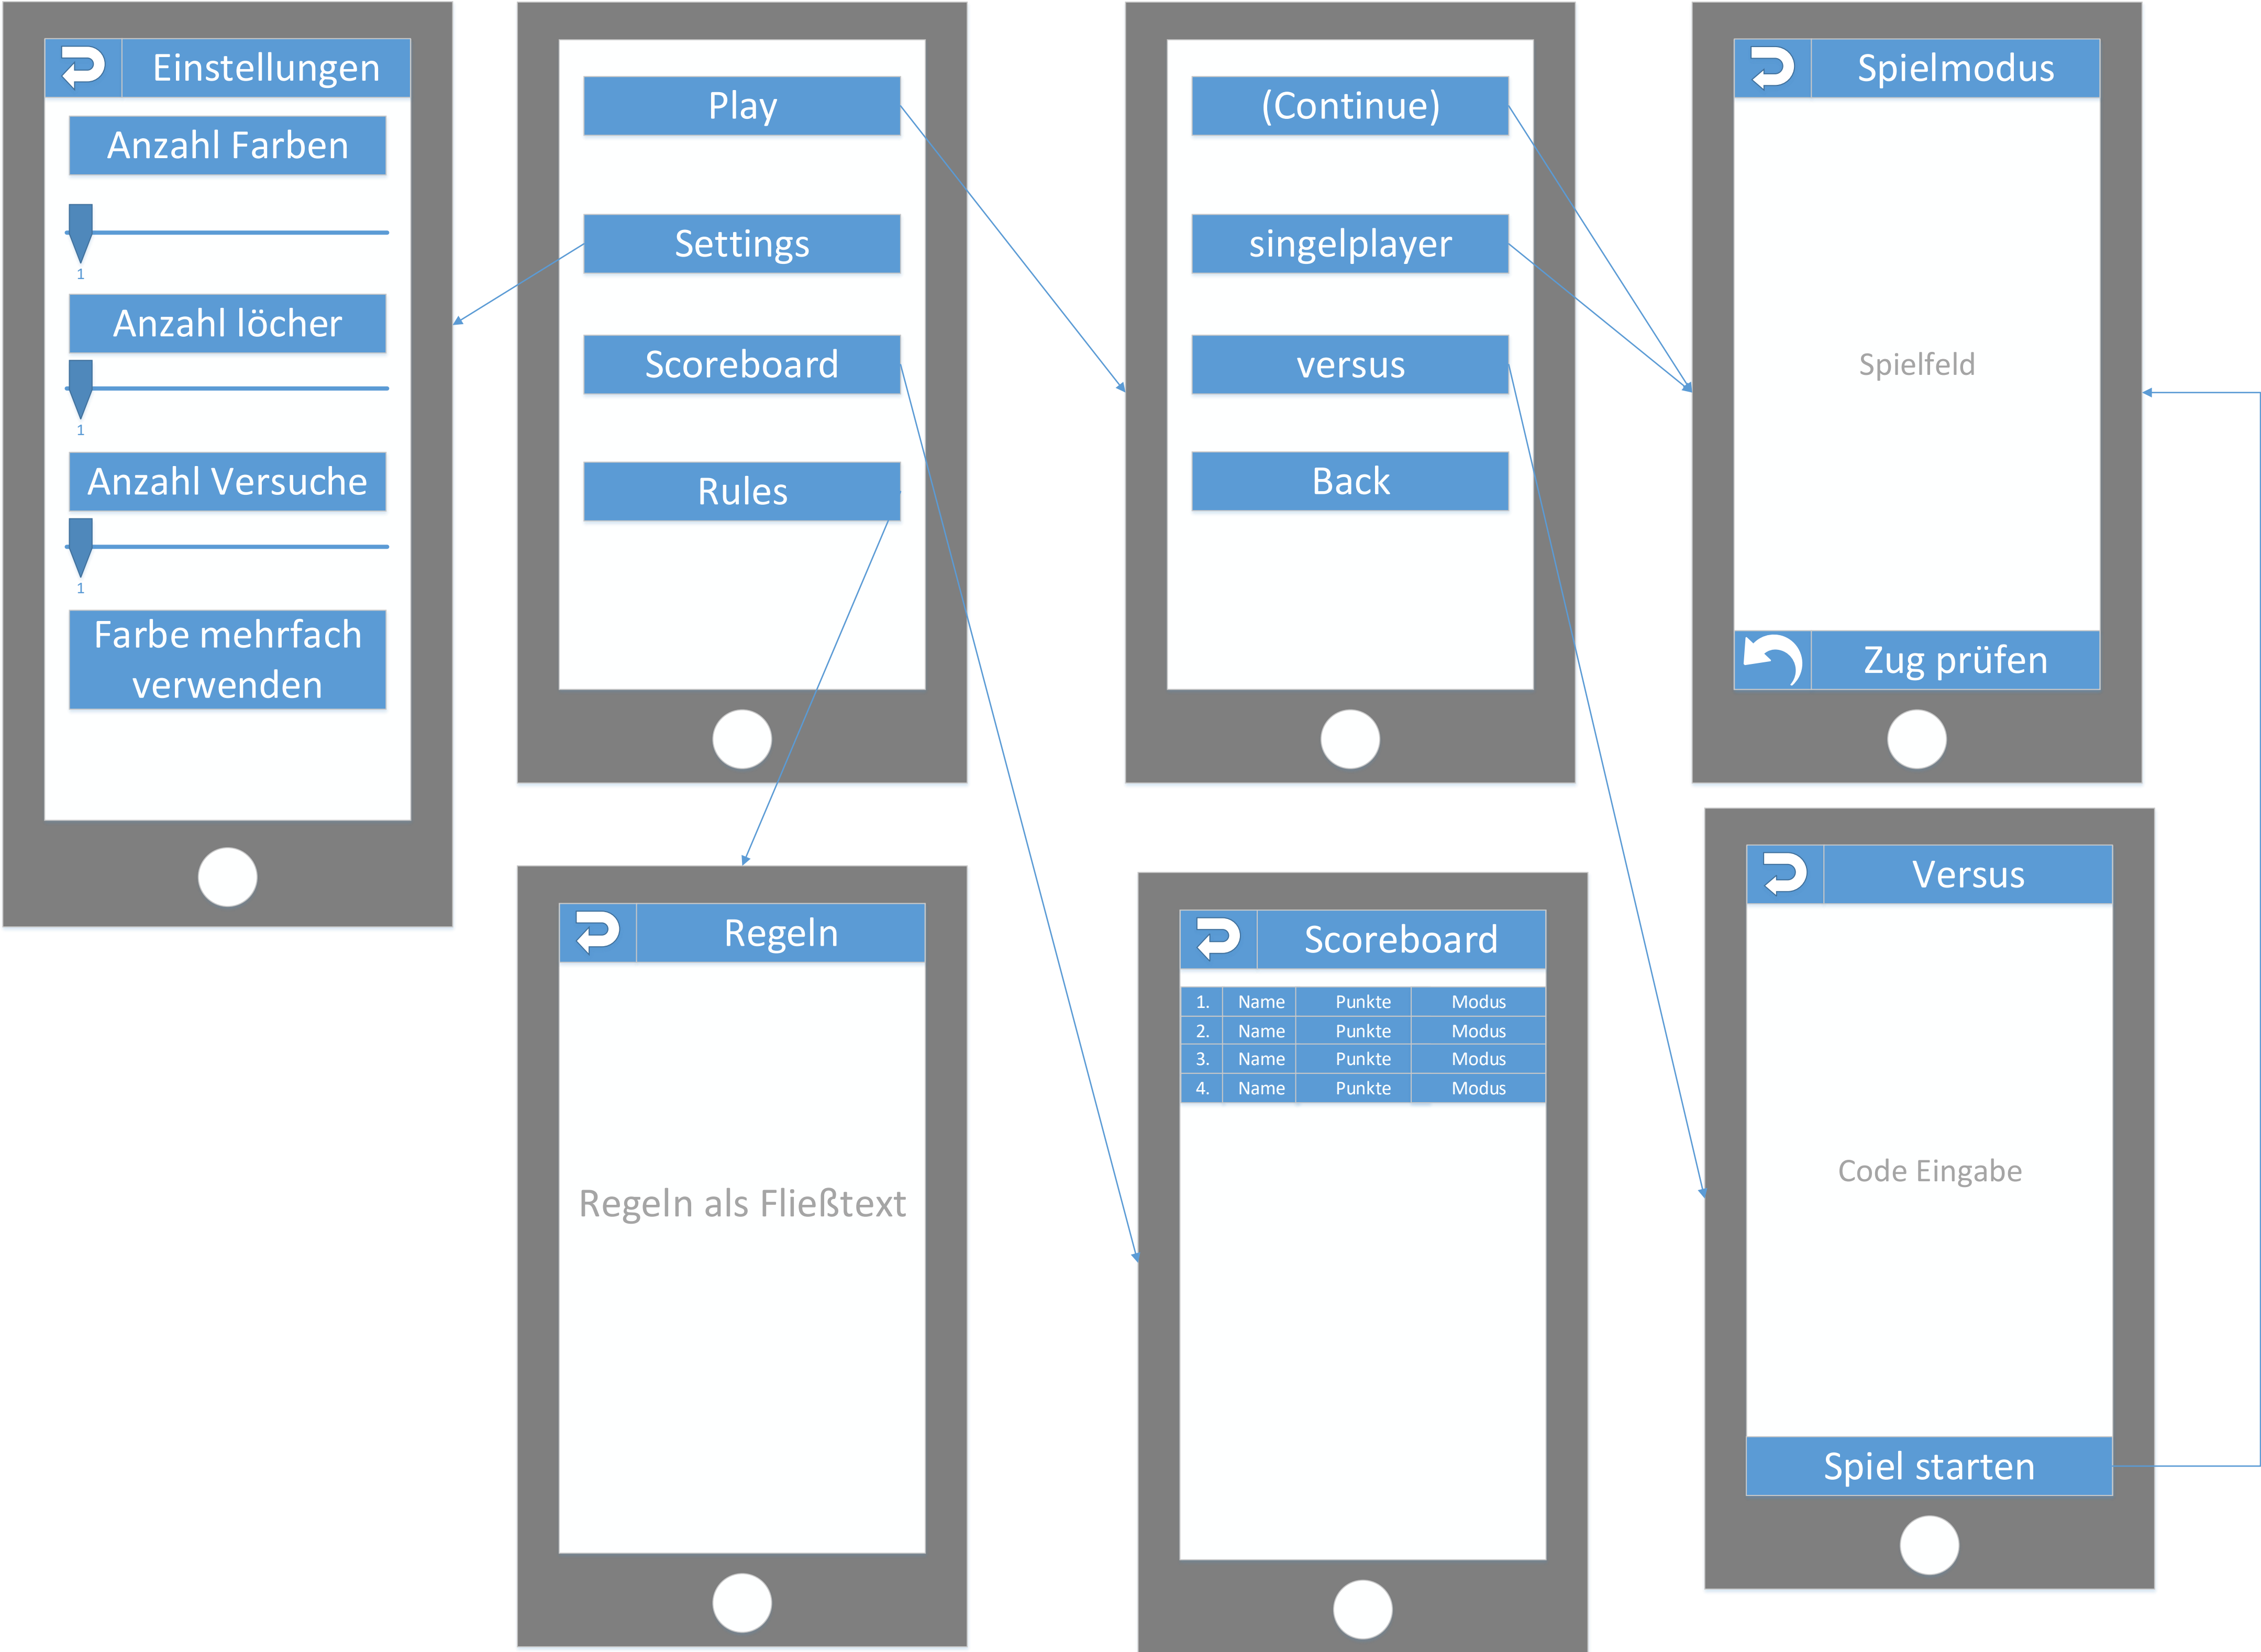 Einstellungen
Anzahl Farben
1
Anzahl löcher
1
Anzahl Versuche
1
Farbe mehrfach
verwenden
Play
Settings
Scoreboard
Rules
(Continue)
singelplayer
versus
Back
Spielmodus
Spielfeld
Zug prüfen
Regeln
Regeln als Fließtext
Scoreboard
1. Name Punkte Modus
2. Name Punkte Modus
3. Name Punkte Modus
4. Name Punkte Modus
Versus
Code Eingabe
Spiel starten